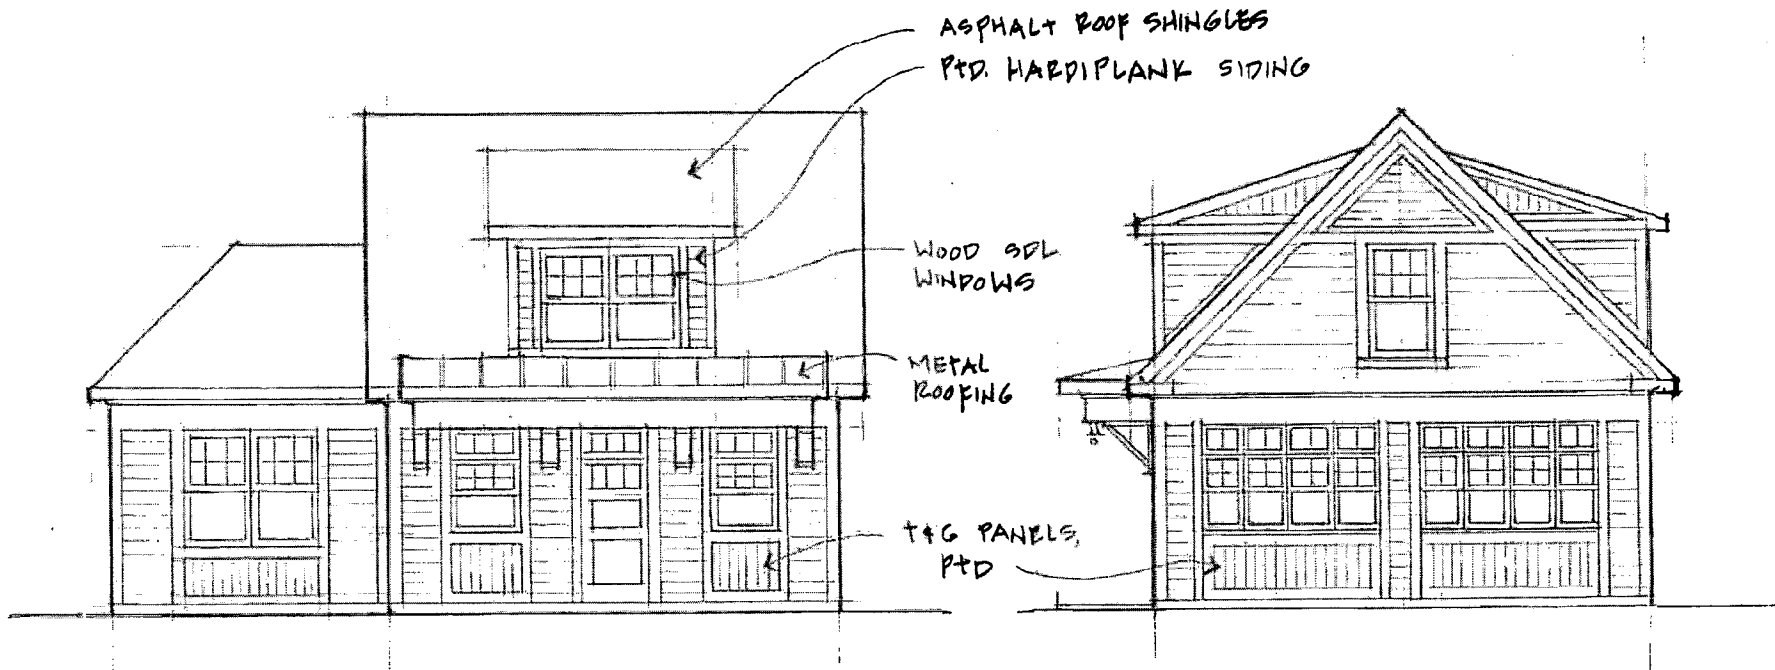 ASPHALT ROOF SHINGLES
PTD. HARDIPLANK SIDING
WOOD SDL
WINDOWS
METAL
ROOFING
T&G PANELS,
PTD